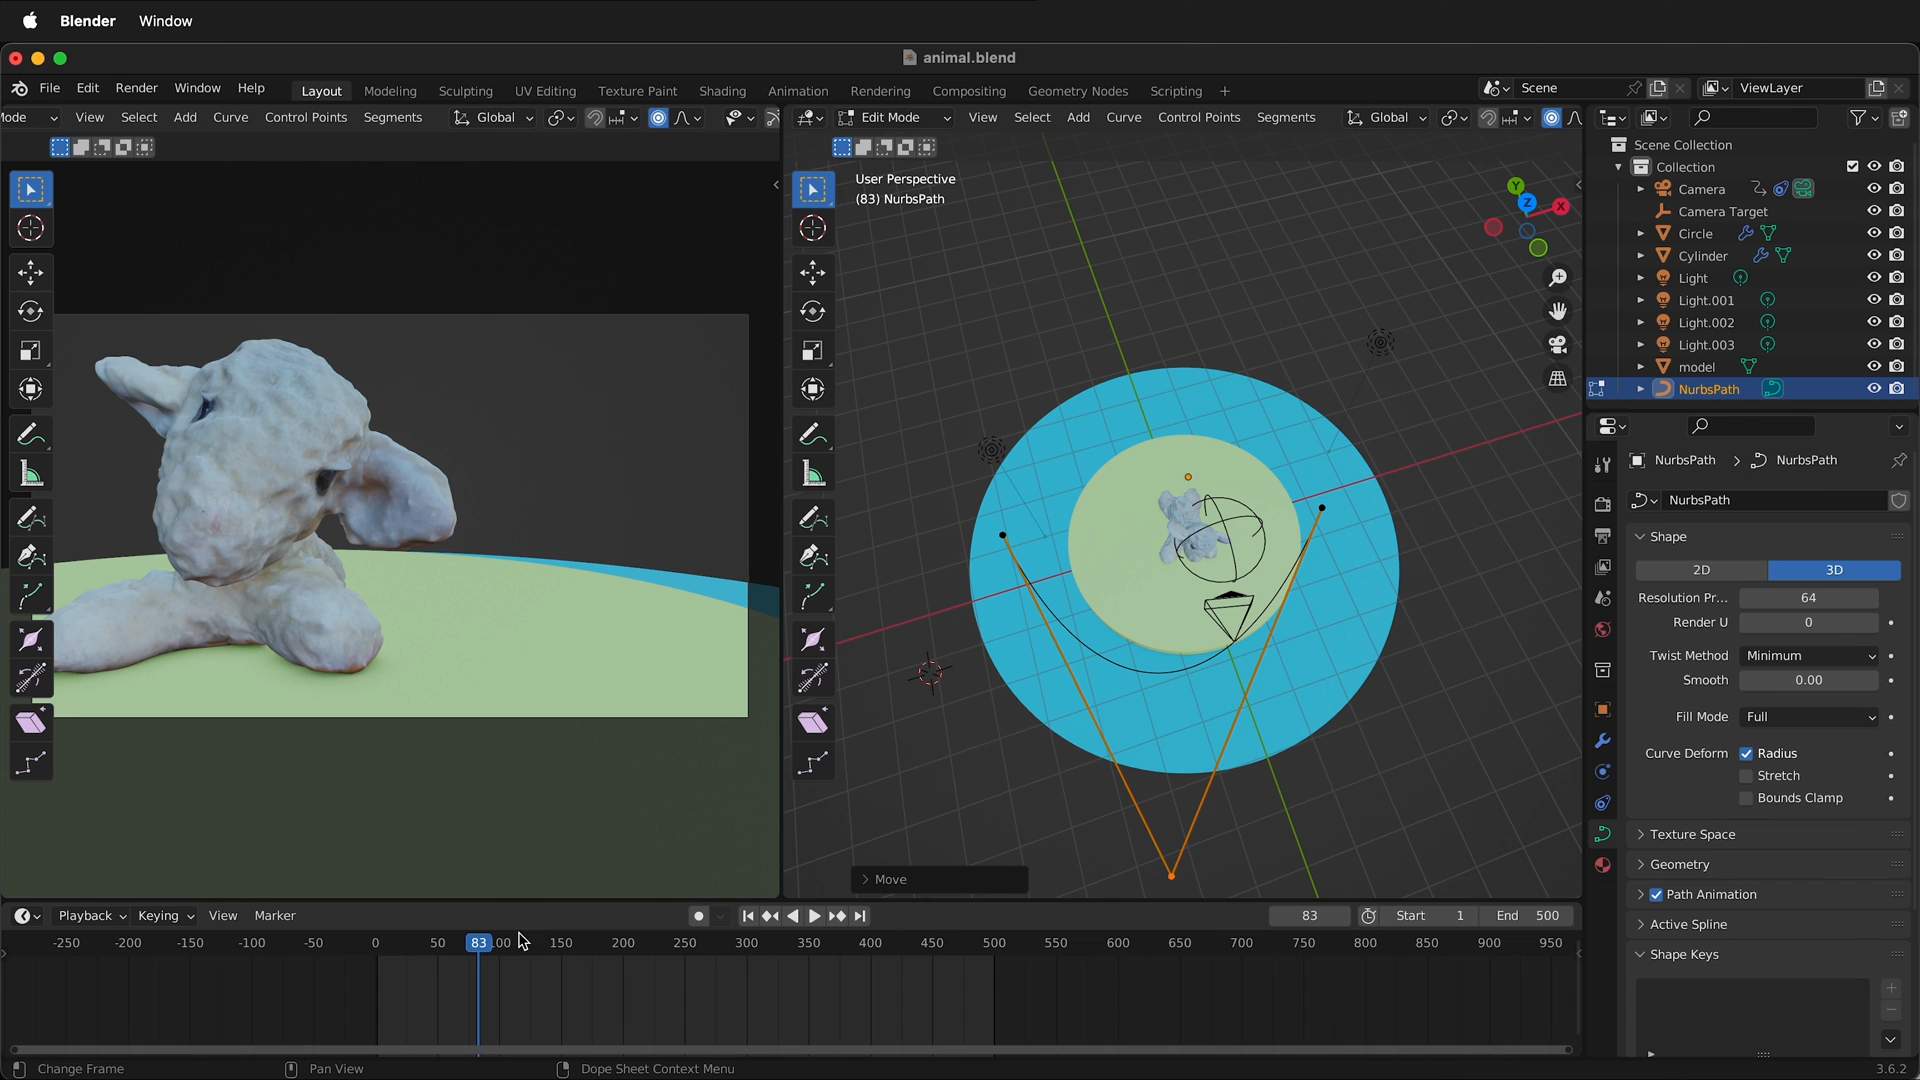 Blender Window
animal.blend
File Edit Render Window Help Layout Modeling Sculpting UV Editing Texture Paint Shading Animation Rendering Compositing Geometry Nodes Scripting + Scene ViewLayer
Mode View Select Add Curve Control Points Segments Global
Edit Mode View Select Add Curve Control Points Segments Global
User Perspective
(83) NurbsPath
Y
Z
X
Move
Scene Collection
Collection
Camera
Camera Target
Circle
Cylinder
Light
Light.001
Light.002
Light.003
model
NurbsPath
NurbsPath > NurbsPath
NurbsPath
Shape
2D 3D
Resolution Pr... 64
Render U 0
Twist Method Minimum
Smooth 0.00
Fill Mode Full
Curve Deform Radius
Stretch
Bounds Clamp
Texture Space
Geometry
Path Animation
Active Spline
Shape Keys
Playback Keying View Marker 83 Start 1 End 500
-250 -200 -150 -100 -50 0 50 83 00 150 200 250 300 350 400 450 500 550 600 650 700 750 800 850 900 950
Change Frame Pan View Dope Sheet Context Menu 3.6.2